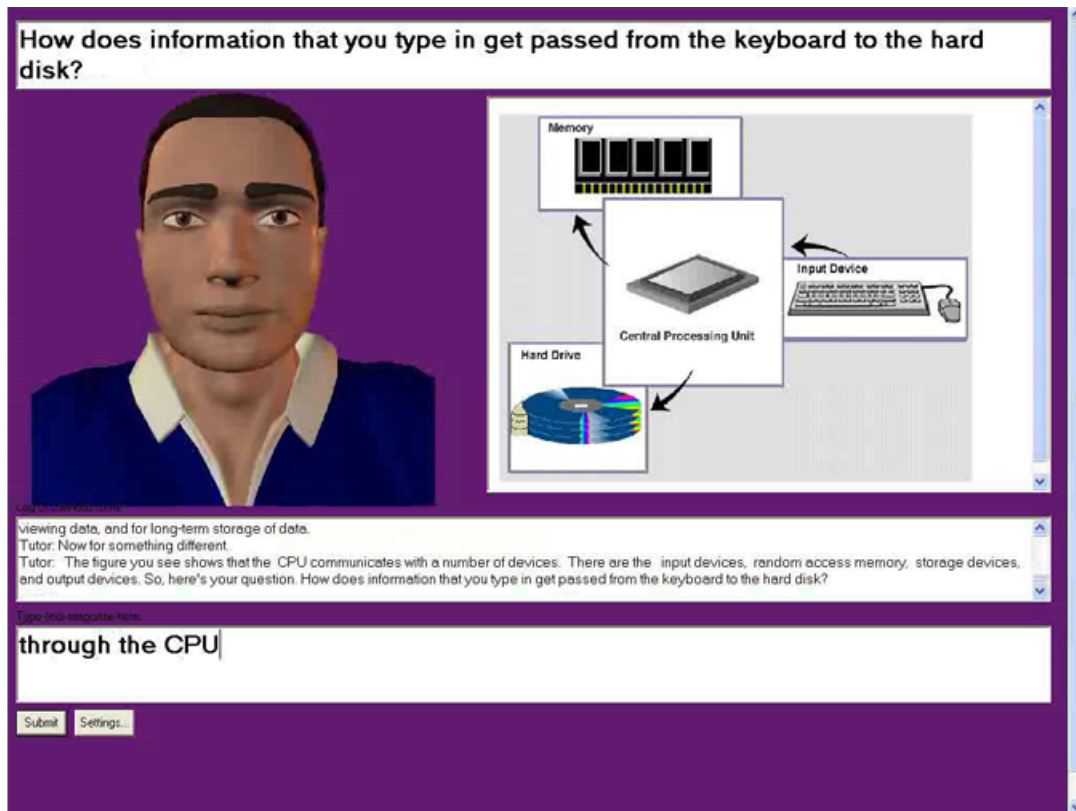 How does information that you type in get passed from the keyboard to the hard
disk?
Memory
Input Device
Central Processing Unit
Hard Drive
viewing data, and for long-term storage of data.
Tutor: Now for something different.
Tutor: The figure you see shows that the CPU communicates with a number of devices. There are the input devices, random access memory, storage devices,
and output devices. So, here's your question. How does information that you type in get passed from the keyboard to the hard disk?
Type your response here:
through the CPU
Submit
Settings...